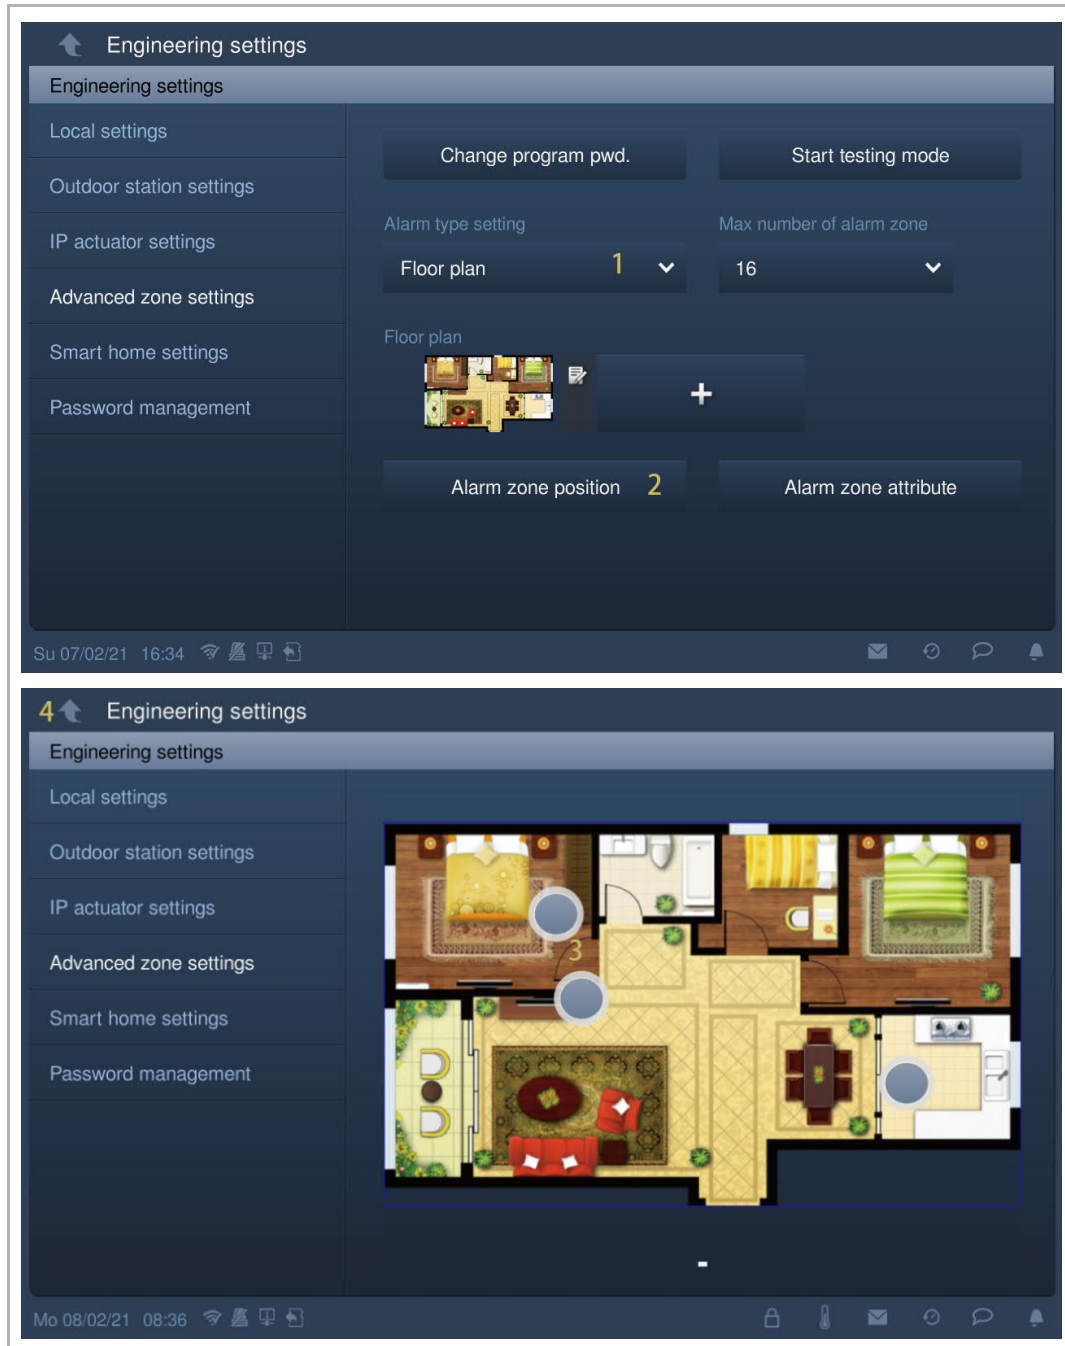 Engineering settings
Engineering settings
Local settings
Outdoor station settings
IP actuator settings
Advanced zone settings
Smart home settings
Password management
Change program pwd.
Start testing mode
Alarm type setting
Max number of alarm zone
Floor plan 1
16
Floor plan
+
Alarm zone position 2
Alarm zone attribute
Su 07/02/21 16:34
4 Engineering settings
Engineering settings
Local settings
Outdoor station settings
IP actuator settings
Advanced zone settings
Smart home settings
Password management
3
-
Mo 08/02/21 08:36